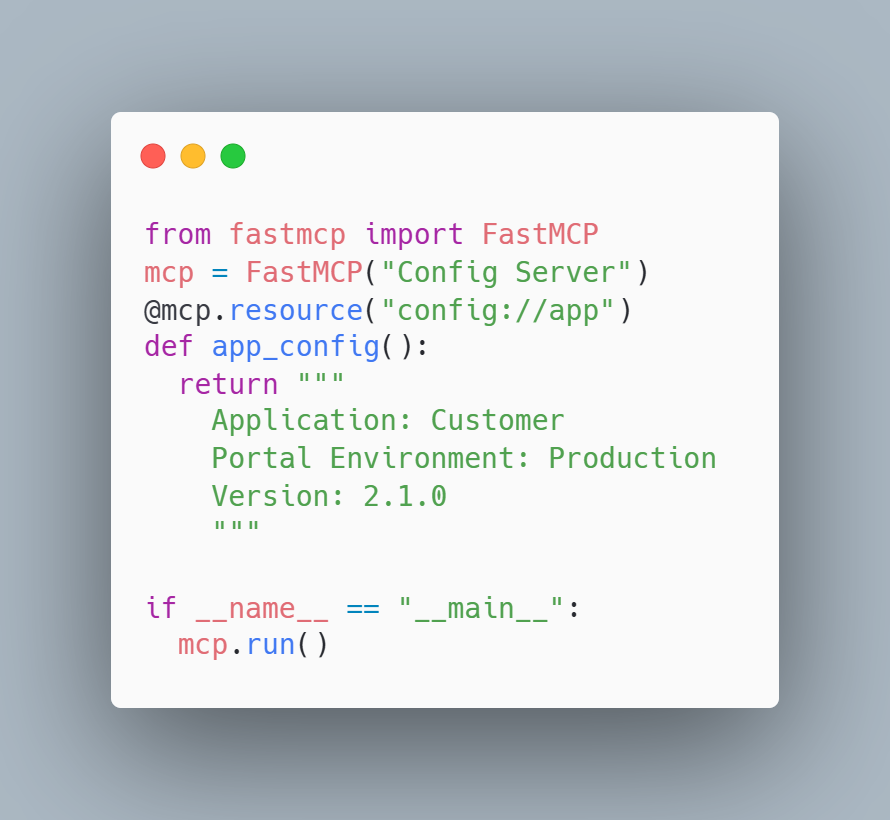 from fastmcp import FastMCP
mcp = FastMCP("Config Server")
@mcp.resource("config://app")
def app_config():
  return """
    Application: Customer
    Portal Environment: Production
    Version: 2.1.0
    """

if __name__ == "__main__":
  mcp.run()